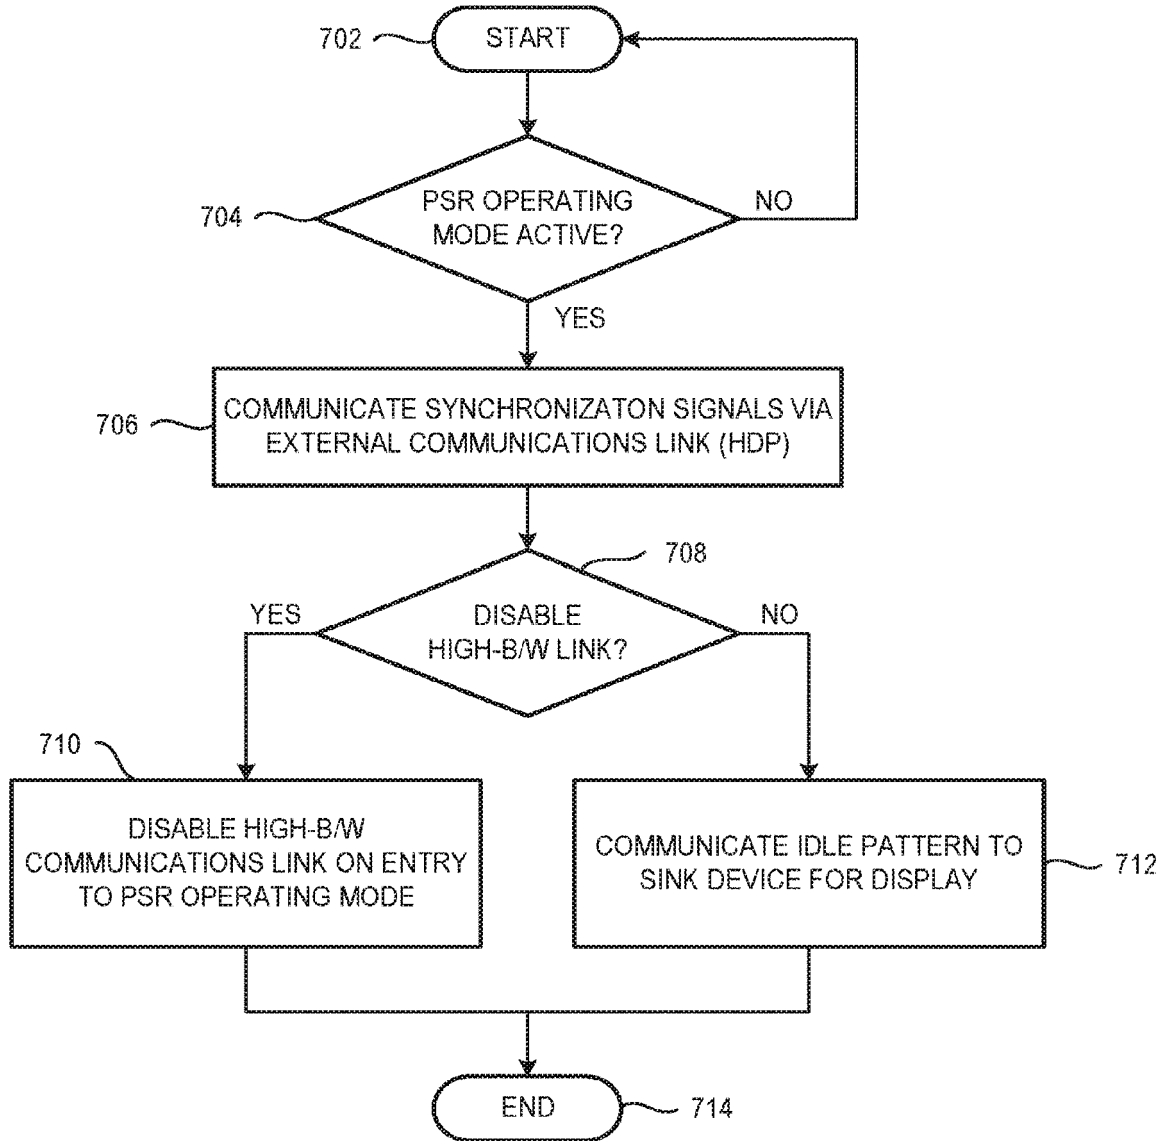 702
START
704
PSR OPERATING
MODE ACTIVE?
NO
YES
706
COMMUNICATE SYNCHRONIZATON SIGNALS VIA
EXTERNAL COMMUNICATIONS LINK (HDP)
708
YES
DISABLE
HIGH-B/W LINK?
NO
710
DISABLE HIGH-B/W
COMMUNICATIONS LINK ON ENTRY
TO PSR OPERATING MODE
COMMUNICATE IDLE PATTERN TO
SINK DEVICE FOR DISPLAY
712
END
714